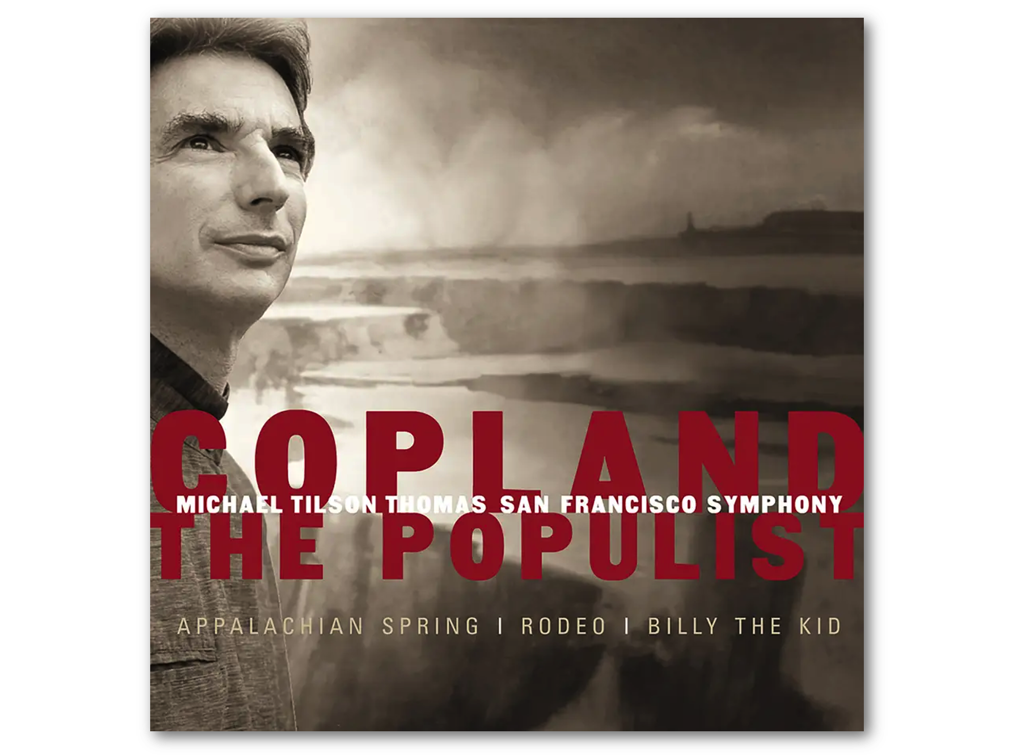 COPLAND
MICHAEL TILSON THOMAS SAN FRANCISCO SYMPHONY
THE POPULIST
APPALACHIAN SPRING | RODEO | BILLY THE KID